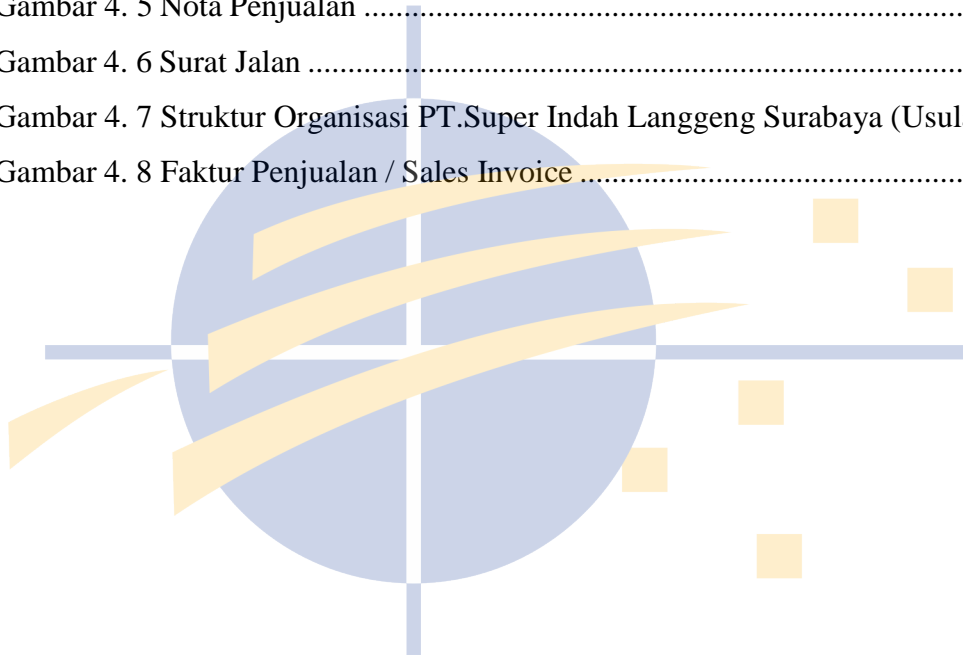 Gambar 4. 5 Nota Penjualan ......................................................................
Gambar 4. 6 Surat Jalan ..............................................................................
Gambar 4. 7 Struktur Organisasi PT.Super Indah Langgeng Surabaya
Gambar 4. 8 Faktur Penjualan / Sales Invoice ..............................................